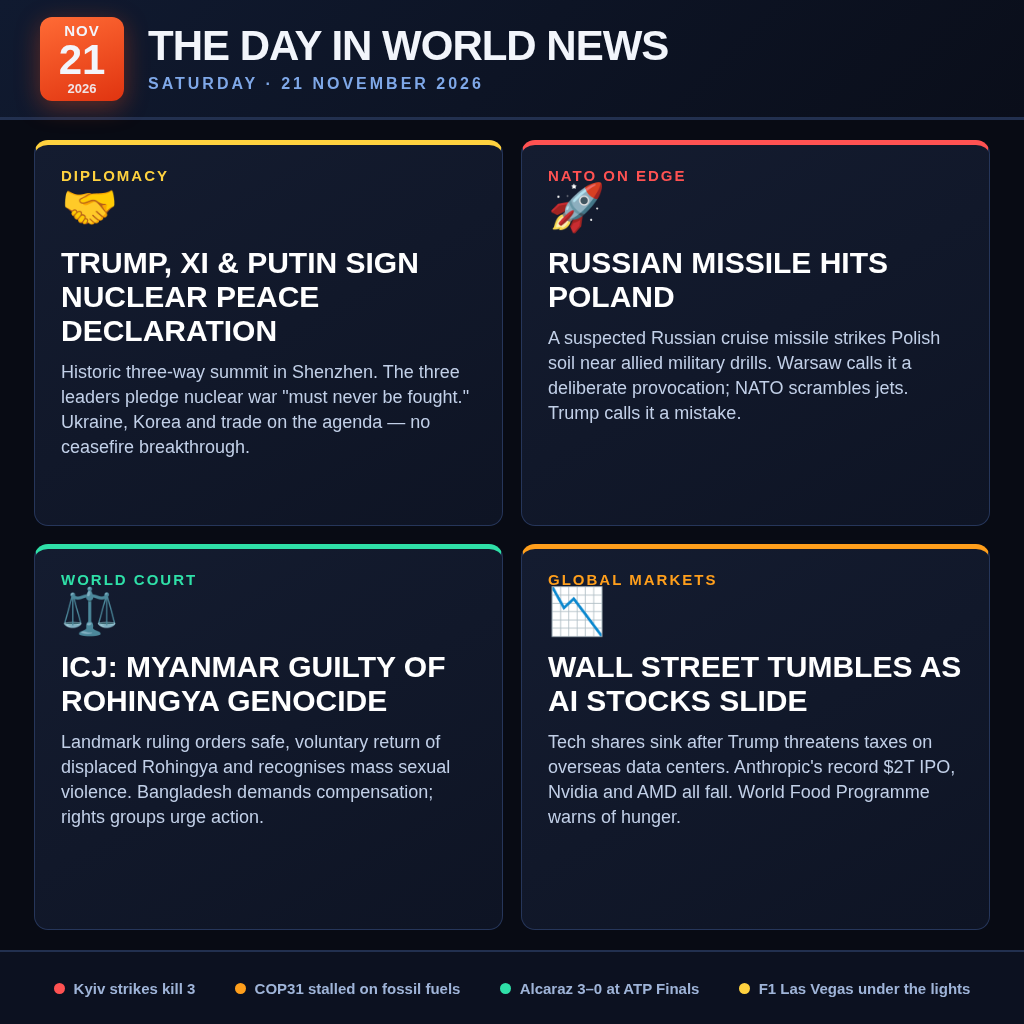 NOV
21
2026
THE DAY IN WORLD NEWS
SATURDAY · 21 NOVEMBER 2026
DIPLOMACY
TRUMP, XI & PUTIN SIGN
NUCLEAR PEACE
DECLARATION
Historic three-way summit in Shenzhen. The three
leaders pledge nuclear war "must never be fought."
Ukraine, Korea and trade on the agenda — no
ceasefire breakthrough.
NATO ON EDGE
RUSSIAN MISSILE HITS
POLAND
A suspected Russian cruise missile strikes Polish
soil near allied military drills. Warsaw calls it a
deliberate provocation; NATO scrambles jets.
Trump calls it a mistake.
WORLD COURT
ICJ: MYANMAR GUILTY OF
ROHINGYA GENOCIDE
Landmark ruling orders safe, voluntary return of
displaced Rohingya and recognises mass sexual
violence. Bangladesh demands compensation;
rights groups urge action.
GLOBAL MARKETS
WALL STREET TUMBLES AS
AI STOCKS SLIDE
Tech shares sink after Trump threatens taxes on
overseas data centers. Anthropic's record $2T IPO,
Nvidia and AMD all fall. World Food Programme
warns of hunger.
Kyiv strikes kill 3
COP31 stalled on fossil fuels
Alcaraz 3–0 at ATP Finals
F1 Las Vegas under the lights